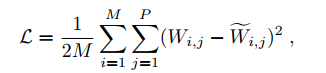 $\mathcal{L} = \frac{1}{2M} \sum_{i=1}^{M} \sum_{j=1}^{P} (W_{i,j} - \widetilde{W}_{i,j})^2 \ ,$